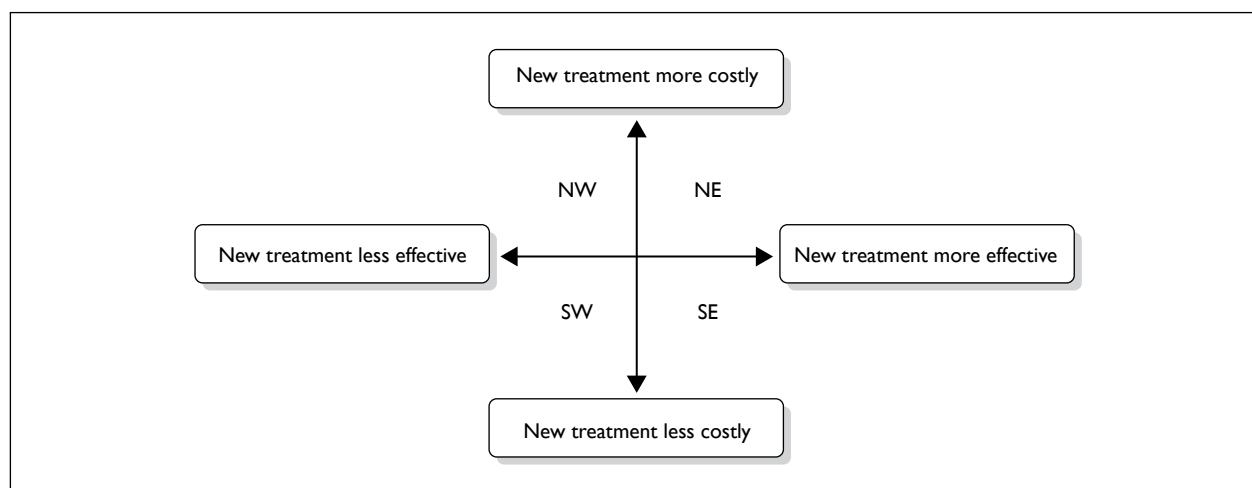 New treatment more costly
NW NE
New treatment less effective New treatment more effective
SW SE
New treatment less costly